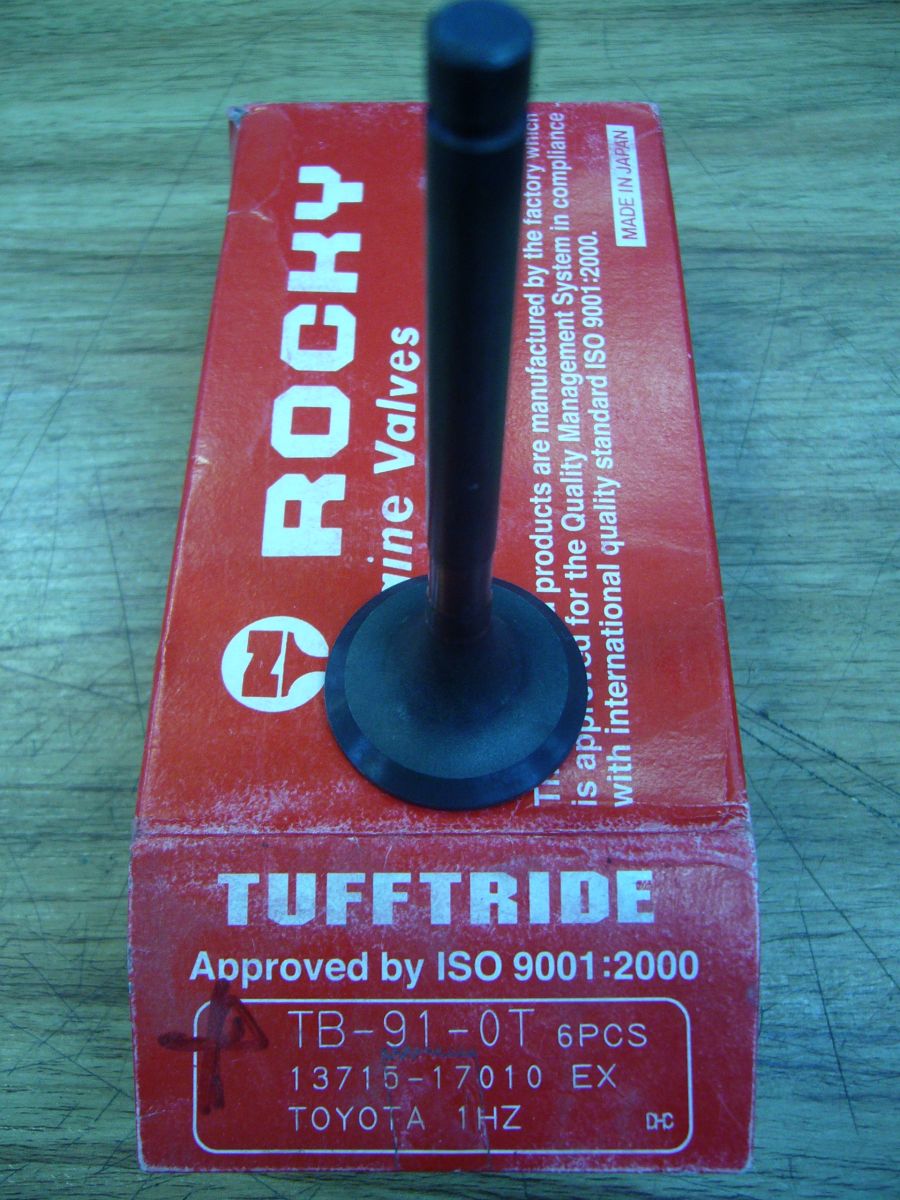 ROCKY
Valves
products are manufactured by the factory which
is approved for the Quality Management System in compliance
with international quality standard ISO 9001:2000.
MADE IN JAPAN
TUFFTRIDE
Approved by ISO 9001:2000
TB-91-0T 6PCS
13715-17010 EX
TOYOTA 1HZ
DHC